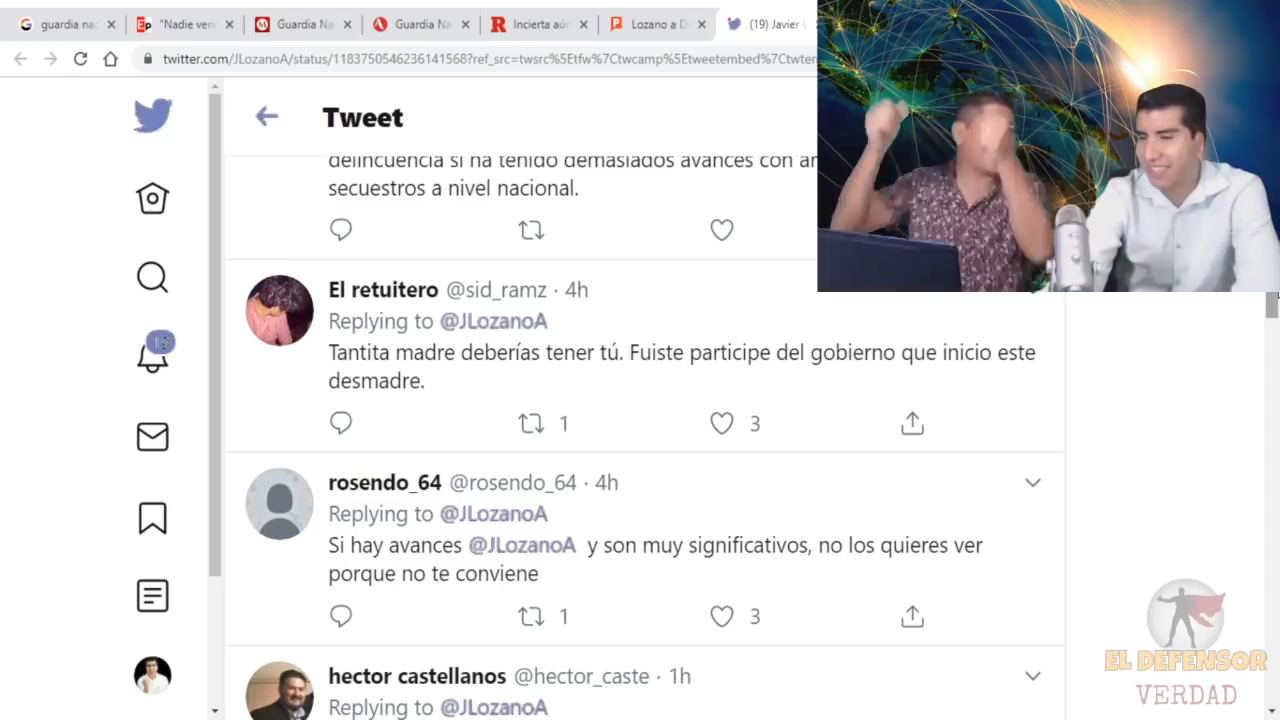 guardia na
"Nadie ven
Guardia Na
Guardia Na
Incierta aún
Lozano a D
(19) Javier L
twitter.com/JLozanoA/status/1183750546236141568?ref_src=twsrc%5Etfw%7Ctwcamp%5Etweetembed%7Ctwter
Tweet
delincuencia si ha tenido demasiados avances con
secuestros a nivel nacional.
El retuitero @sid_ramz · 4h
Replying to @JLozanoA
Tantita madre deberías tener tú. Fuiste participe del gobierno que inicio este
desmadre.
1
3
19
rosendo_64 @rosendo_64 · 4h
Replying to @JLozanoA
Si hay avances @JLozanoA y son muy significativos, no los quieres ver
porque no te conviene
1
3
hector castellanos @hector_caste · 1h
Replying to @JLozanoA
EL DEFENSOR
VERDAD